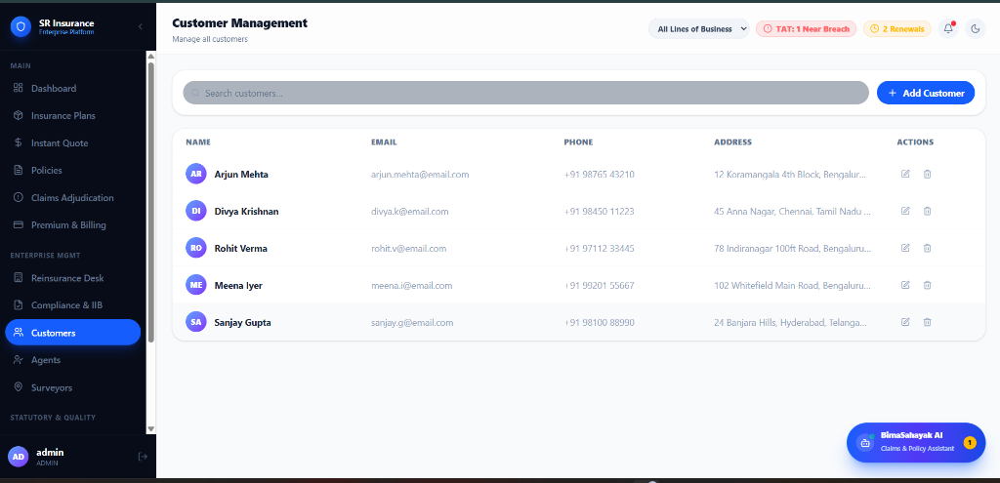 SR Insurance
Enterprise Platform
MAIN
Dashboard
Insurance Plans
Instant Quote
Policies
Claims Adjudication
Premium & Billing
ENTERPRISE MGMT
Reinsurance Desk
Compliance & IIB
Customers
Agents
Surveyors
STATUTORY & QUALITY
AD
admin
ADMIN
Customer Management
Manage all customers
All Lines of Business
TAT: 1 Near Breach
2 Renewals
Search customers...
+ Add Customer
NAME EMAIL PHONE ADDRESS ACTIONS
AR Arjun Mehta arjun.mehta@email.com +91 98765 43210 12 Koramangala 4th Block, Bengalur...
DI Divya Krishnan divya.k@email.com +91 98450 11223 45 Anna Nagar, Chennai, Tamil Nadu ...
RO Rohit Verma rohit.v@email.com +91 97112 33445 78 Indiranagar 100ft Road, Bengaluru...
ME Meena Iyer meena.i@email.com +91 99201 55667 102 Whitefield Main Road, Bengaluru...
SA Sanjay Gupta sanjay.g@email.com +91 98100 88990 24 Banjara Hills, Hyderabad, Telanga...
BimaSahayak AI
Claims & Policy Assistant
1